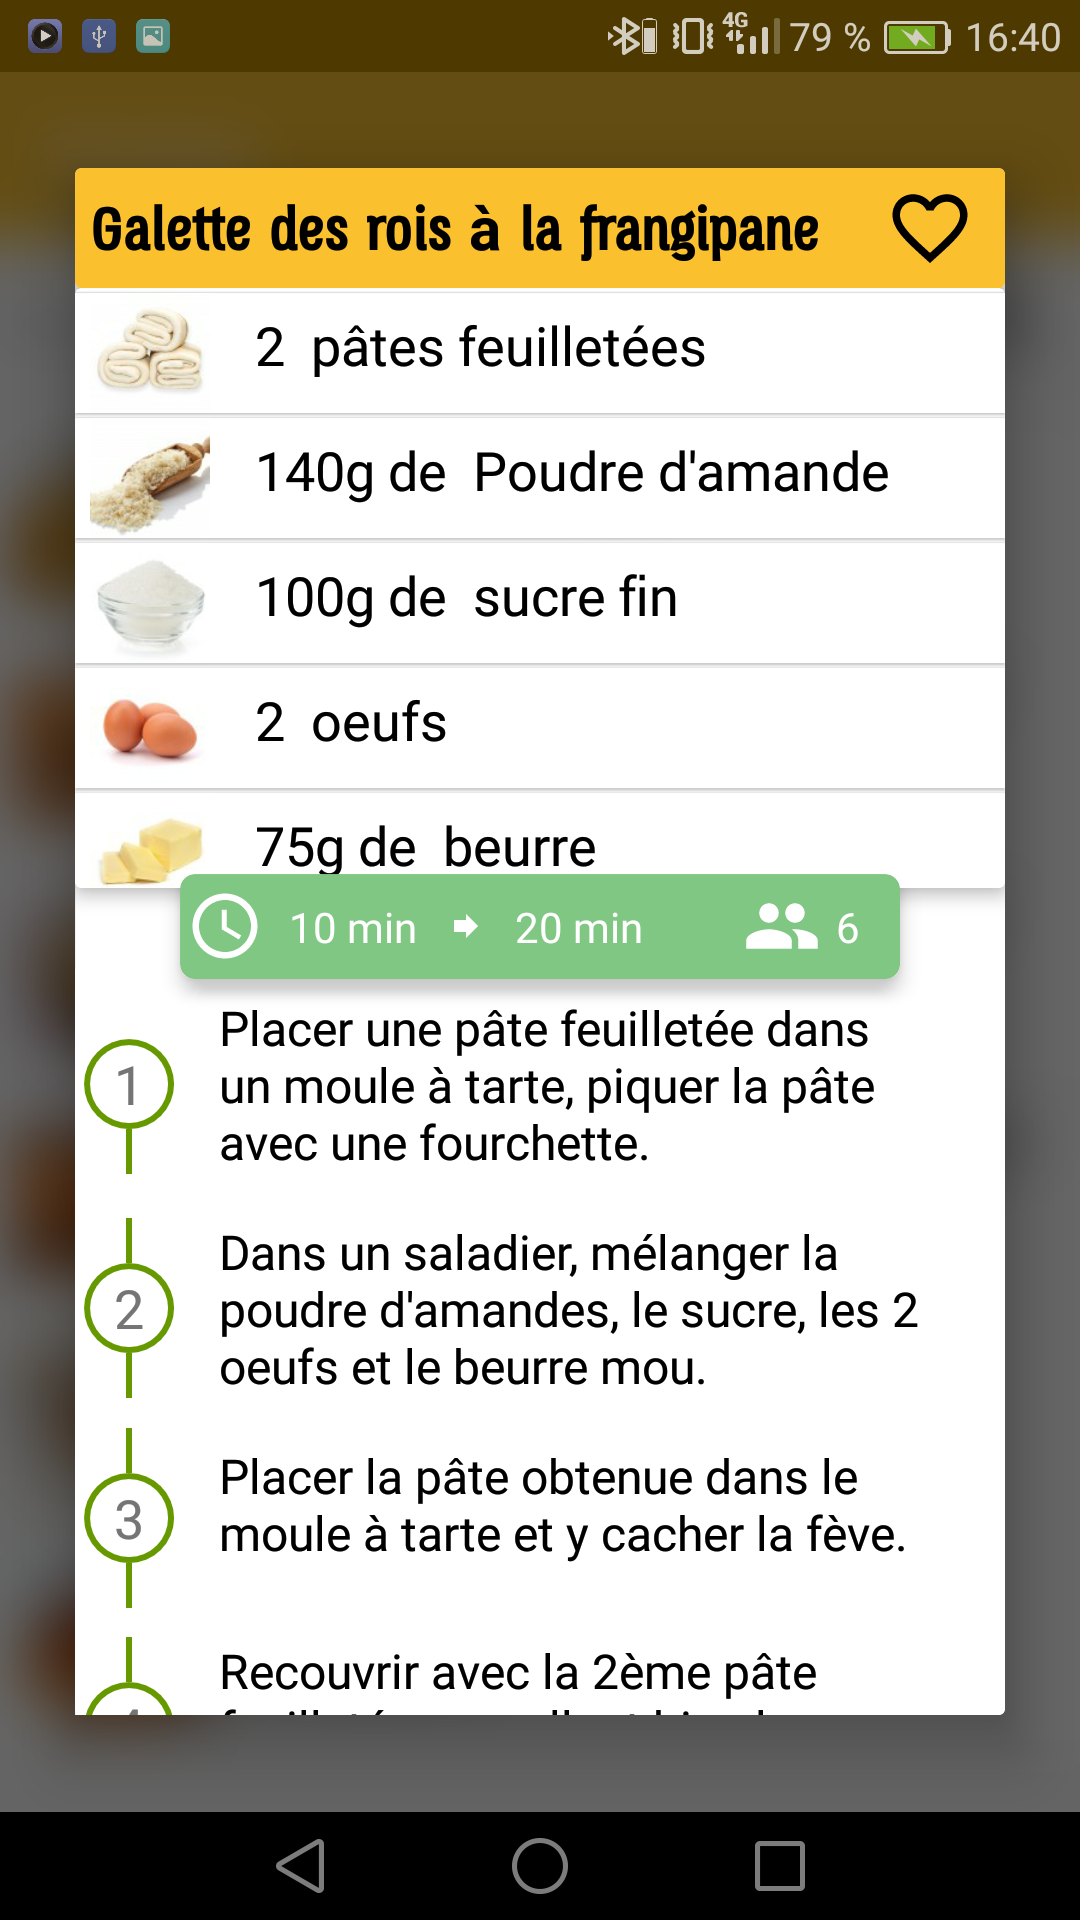 4G 79 % 16:40
Galette des rois à la frangipane
2 pâtes feuilletées
140g de Poudre d'amande
100g de sucre fin
2 oeufs
75g de beurre
10 min 20 min 6
Placer une pâte feuilletée dans
1 un moule à tarte, piquer la pâte
avec une fourchette.
Dans un saladier, mélanger la
2 poudre d'amandes, le sucre, les 2
oeufs et le beurre mou.
Placer la pâte obtenue dans le
3 moule à tarte et y cacher la fève.
Recouvrir avec la 2ème pâte